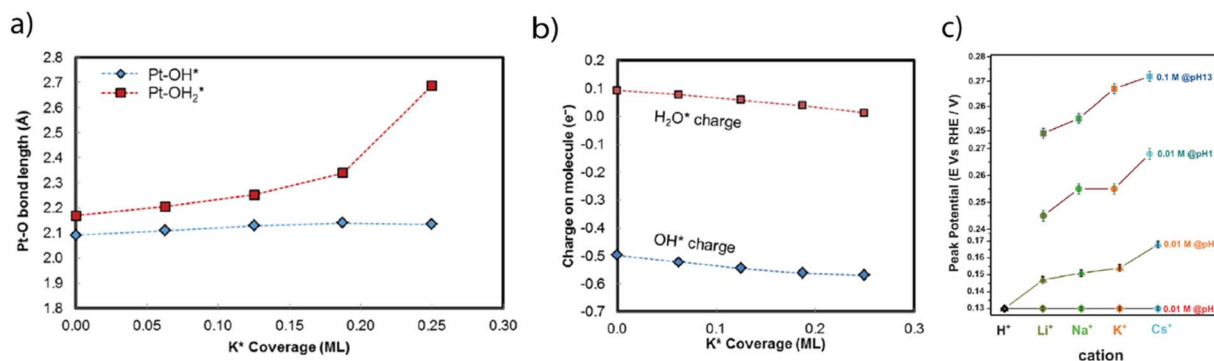 a)
2.8
2.7
2.6
2.5
2.4
2.3
2.2
2.1
2.0
1.9
1.8
Pt-O bond length (Å)
Pt-OH*
Pt-OH₂*
0.00 0.05 0.10 0.15 0.20 0.25 0.30
K* Coverage (ML)
b)
0.2
0.1
0.0
-0.1
-0.2
-0.3
-0.4
-0.5
-0.6
-0.7
Charge on molecule (e⁻)
H₂O* charge
OH* charge
0.0 0.1 0.2 0.3
K* Coverage (ML)
c)
0.28
0.27
0.26
0.27
0.26
0.25
0.24
0.17
0.16
0.15
0.14
0.13
Peak Potential (E Vs RHE / V)
0.1 M @pH13
0.01 M @pH1
0.01 M @pH
0.01 M @pH
H⁺ Li⁺ Na⁺ K⁺ Cs⁺
cation